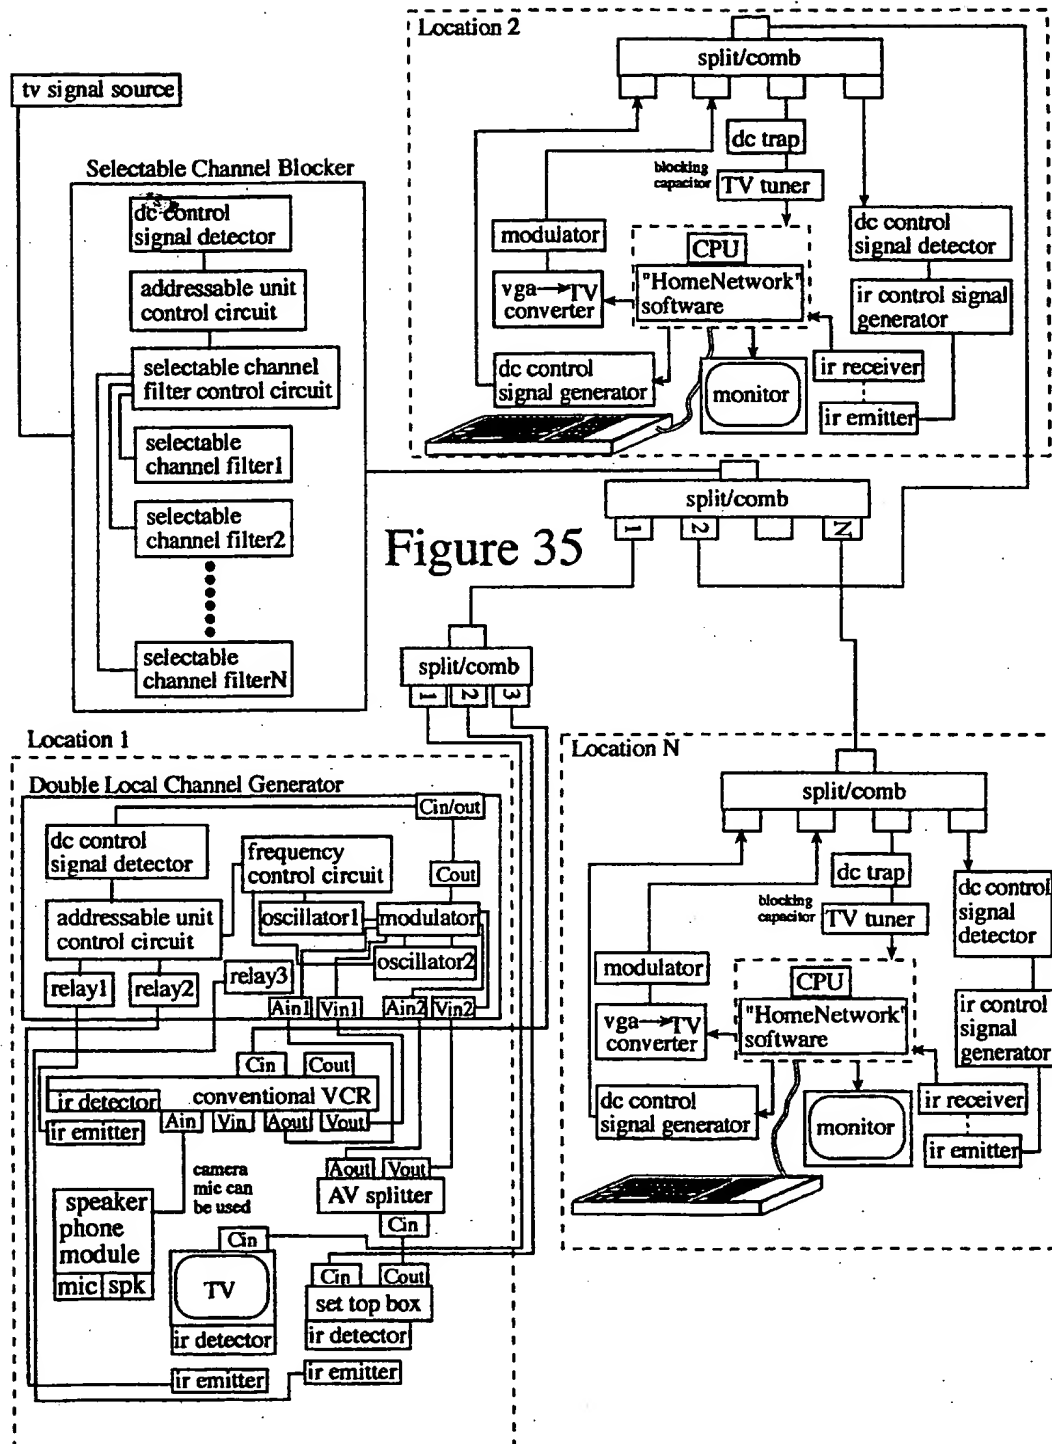 Location 2
split/comb
tv signal source
dc trap
blocking
capacitor
TV tuner
Selectable Channel Blocker
dc control
signal detector
addressable unit
control circuit
selectable channel
filter control circuit
selectable
channel filter1
selectable
channel filter2
selectable
channel filterN
modulator
CPU
dc control
signal detector
vga→TV
converter
"HomeNetwork"
software
ir control signal
generator
dc control
signal generator
monitor
ir receiver
ir emitter
split/comb
1
2
N
Figure 35
split/comb
1
2
3
Location 1
Double Local Channel Generator
Cin/out
dc control
signal detector
frequency
control circuit
Cout
addressable unit
control circuit
oscillator1
modulator
oscillator2
relay1
relay2
relay3
Ain1
Vin1
Ain2
Vin2
Cin
Cout
ir detector
conventional VCR
ir emitter
Ain
Vin
Aout
Vout
camera
mic can
be used
Aout
Vout
AV splitter
Cin
speaker
phone
module
mic
spk
Cin
TV
ir detector
Cin
Cout
set top box
ir detector
ir emitter
ir emitter
Location N
split/comb
dc trap
blocking
capacitor
TV tuner
dc control
signal
detector
modulator
CPU
vga→TV
converter
"HomeNetwork"
software
ir control
signal
generator
dc control
signal generator
monitor
ir receiver
ir emitter